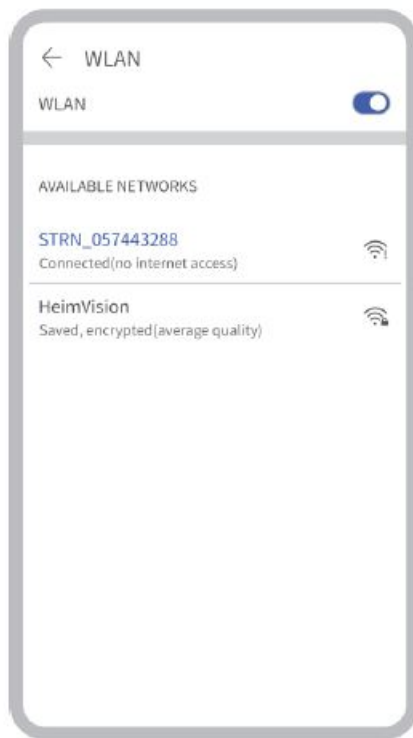 WLAN
WLAN
AVAILABLE NETWORKS
STRN_057443288
Connected(no internet access)
HeimVision
Saved, encrypted(average quality)